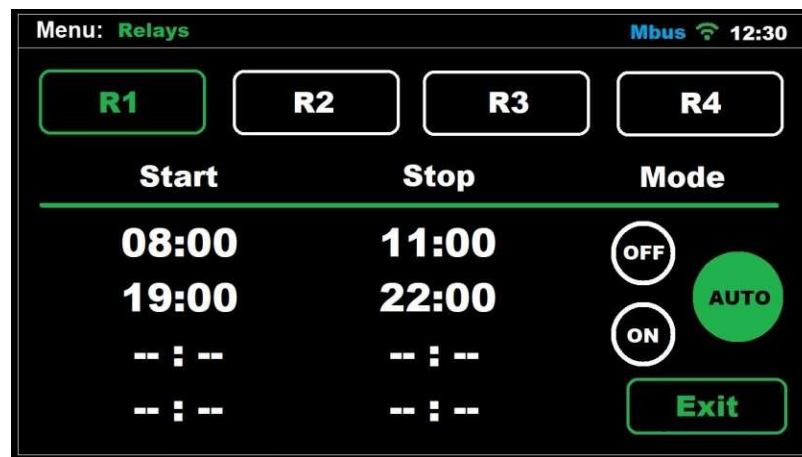 Menu: Relays Mbus 12:30
R1 R2 R3 R4
Start Stop Mode
08:00 11:00 OFF
19:00 22:00 AUTO
-- : -- -- : -- ON
-- : -- -- : -- Exit